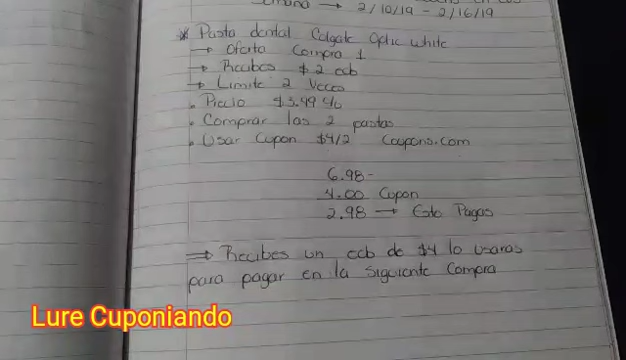 → 2/10/19 - 2/16/19
* Pasta dental Colgate Optic white
→ Oferta Compra 1
→ Recibes $2 ecb
→ Limite 2 Veces
• Precio $3.49 c/u
• Comprar las 2 pastas
• Usar Cupon $4/2 Coupons.com
6.98-
4.00 Cupon
2.98 → Esto Pagas
⇒ Recibes un ecb de $4 lo usaras
para pagar en la siguiente Compra
Lure Cuponiando